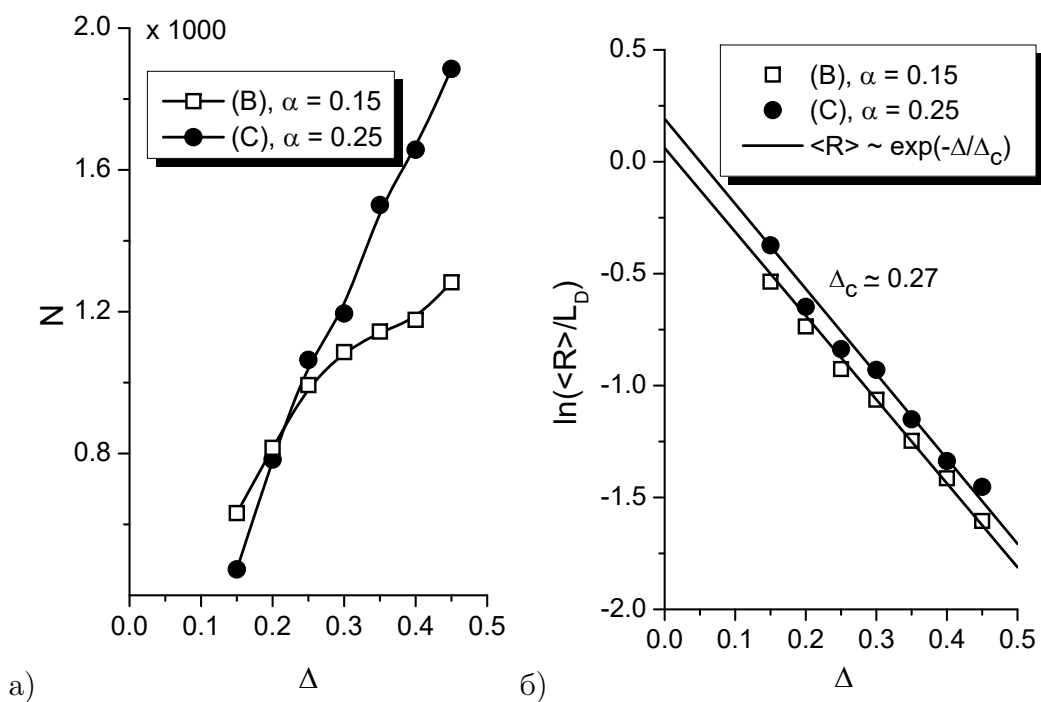 2.0
x 1000
(B), α = 0.15
(C), α = 0.25
1.6
N
1.2
0.8
0.0 0.1 0.2 0.3 0.4 0.5
Δ
а)
0.5
(B), α = 0.15
(C), α = 0.25
<R> ~ exp(-Δ/Δc)
0.0
-0.5
Δc ≃ 0.27
ln(<R>/LD)
-1.0
-1.5
-2.0
0.0 0.1 0.2 0.3 0.4 0.5
Δ
б)